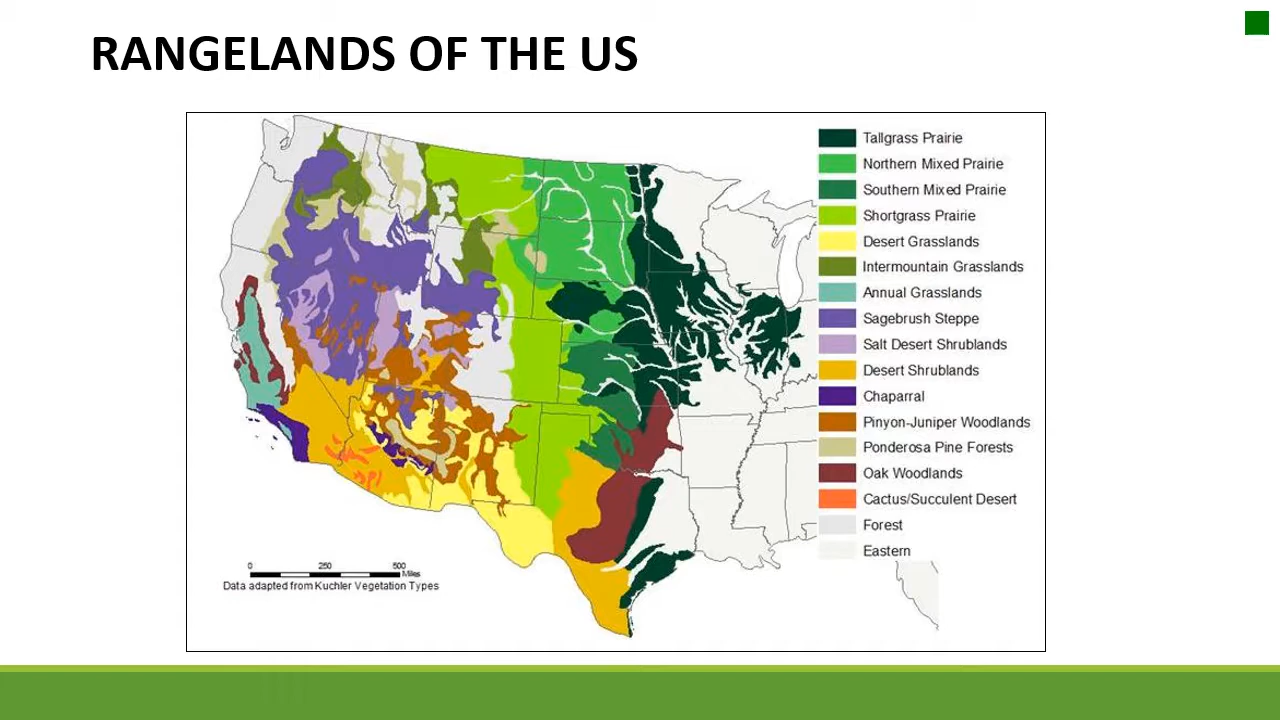 RANGELANDS OF THE US
Tallgrass Prairie
Northern Mixed Prairie
Southern Mixed Prairie
Shortgrass Prairie
Desert Grasslands
Intermountain Grasslands
Annual Grasslands
Sagebrush Steppe
Salt Desert Shrublands
Desert Shrublands
Chaparral
Pinyon-Juniper Woodlands
Ponderosa Pine Forests
Oak Woodlands
Cactus/Succulent Desert
Forest
Eastern
0 250 500
Miles
Data adapted from Kuchler Vegetation Types